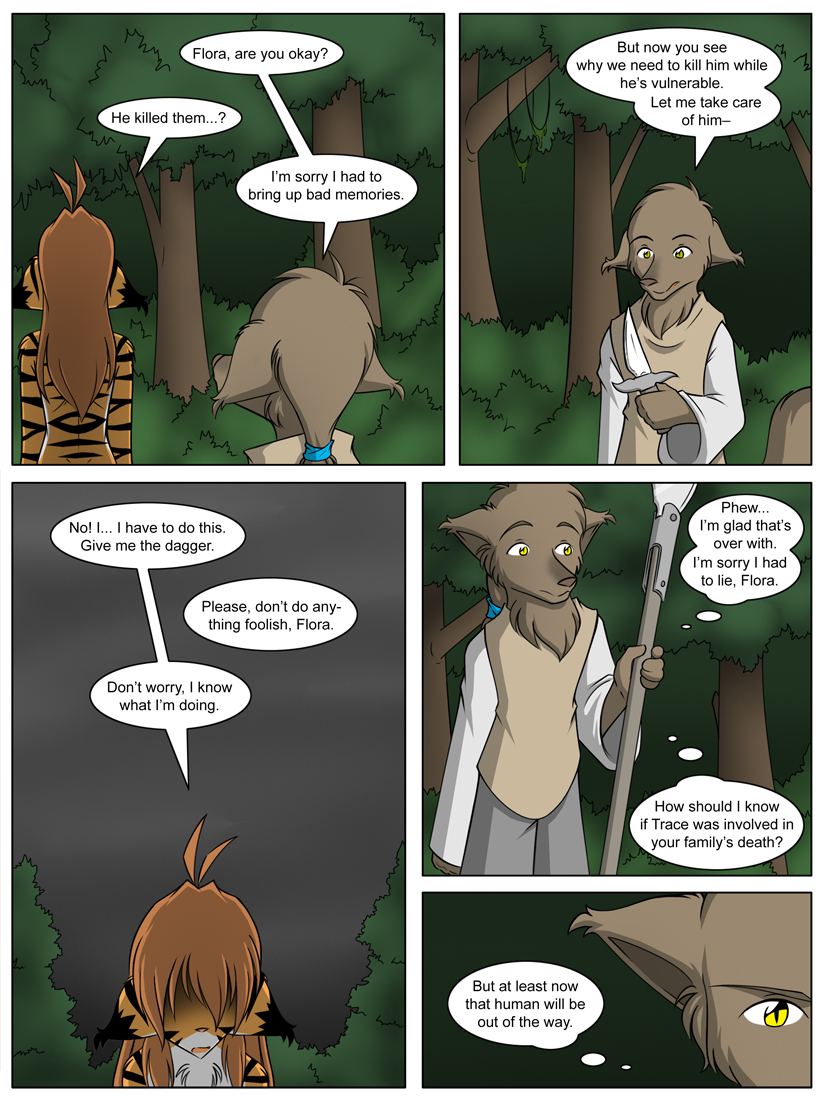 Flora, are you okay?
He killed them...?
I'm sorry I had to
bring up bad memories.
But now you see
why we need to kill him while
he's vulnerable.
Let me take care
of him–
No! I... I have to do this.
Give me the dagger.
Please, don't do any-
thing foolish, Flora.
Don't worry, I know
what I'm doing.
Phew...
I'm glad that's
over with.
I'm sorry I had
to lie, Flora.
How should I know
if Trace was involved in
your family's death?
But at least now
that human will be
out of the way.